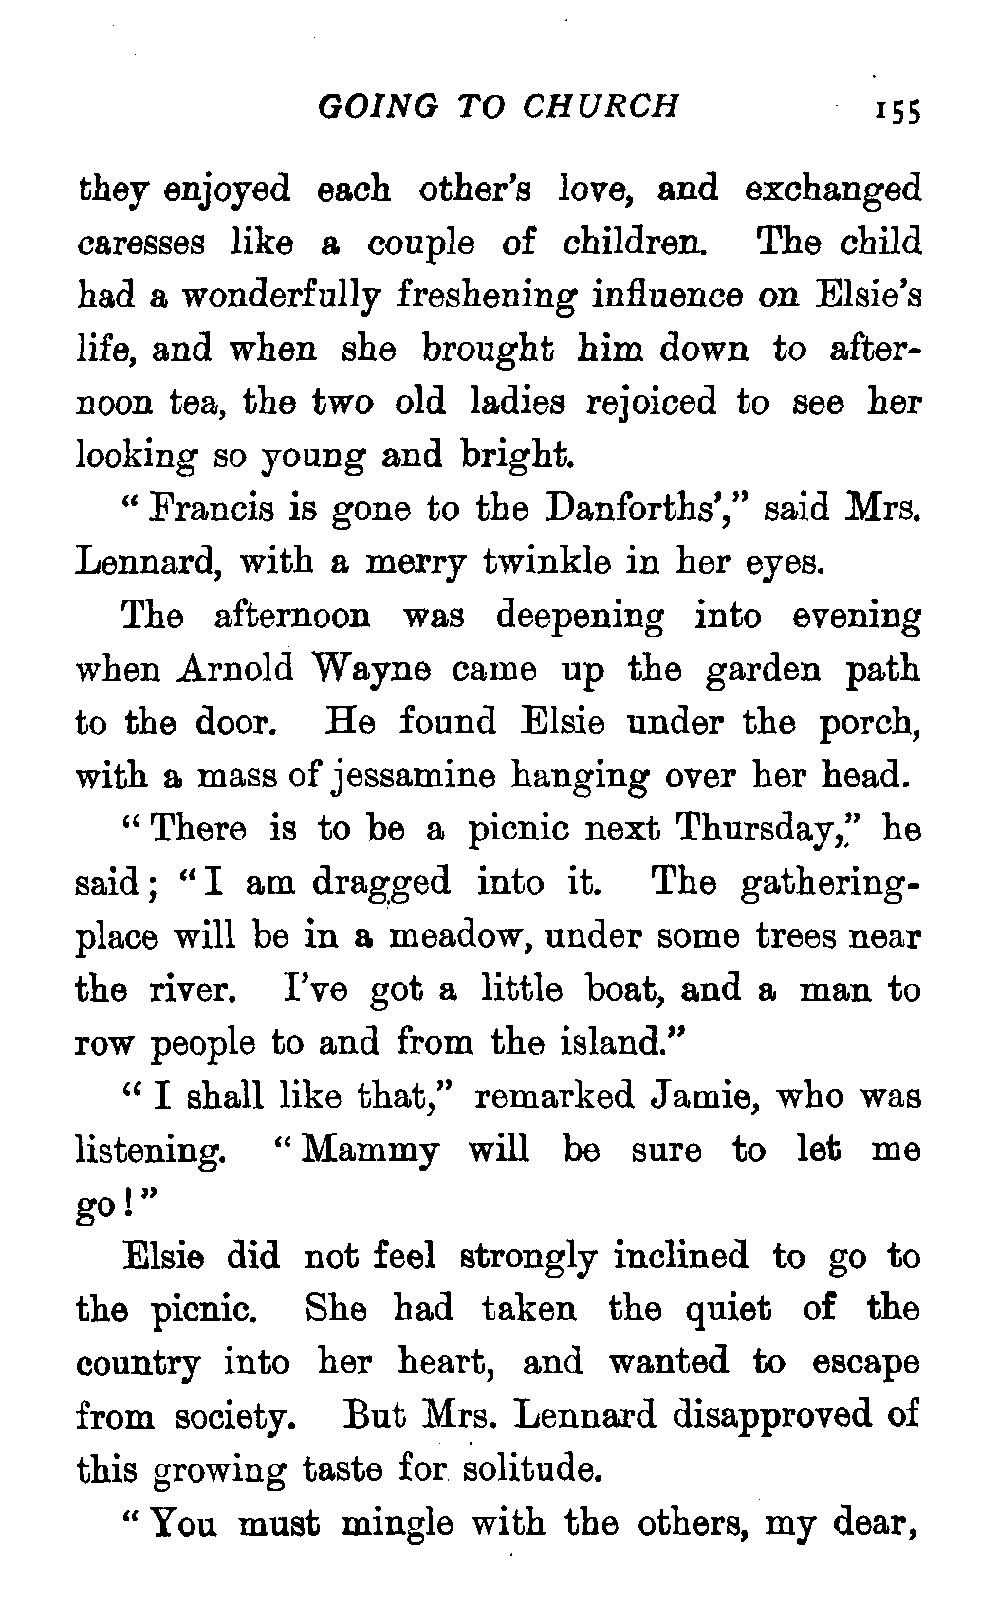 GOING TO CHURCH 155
they enjoyed each other's love, and exchanged
caresses like a couple of children. The child
had a wonderfully freshening influence on Elsie's
life, and when she brought him down to after-
noon tea, the two old ladies rejoiced to see her
looking so young and bright.
“Francis is gone to the Danforths',” said Mrs.
Lennard, with a merry twinkle in her eyes.
The afternoon was deepening into evening
when Arnold Wayne came up the garden path
to the door. He found Elsie under the porch,
with a mass of jessamine hanging over her head.
“There is to be a picnic next Thursday,” he
said; “I am dragged into it. The gathering-
place will be in a meadow, under some trees near
the river. I've got a little boat, and a man to
row people to and from the island.”
“I shall like that,” remarked Jamie, who was
listening. “Mammy will be sure to let me
go!”
Elsie did not feel strongly inclined to go to
the picnic. She had taken the quiet of the
country into her heart, and wanted to escape
from society. But Mrs. Lennard disapproved of
this growing taste for solitude.
“You must mingle with the others, my dear,